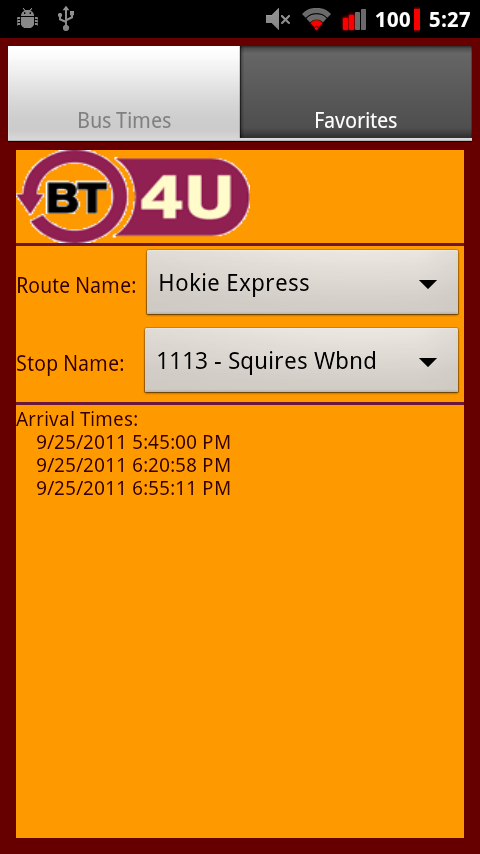 100 5:27
Bus Times Favorites
BT 4U
Route Name: Hokie Express
Stop Name: 1113 - Squires Wbnd
Arrival Times:
9/25/2011 5:45:00 PM
9/25/2011 6:20:58 PM
9/25/2011 6:55:11 PM